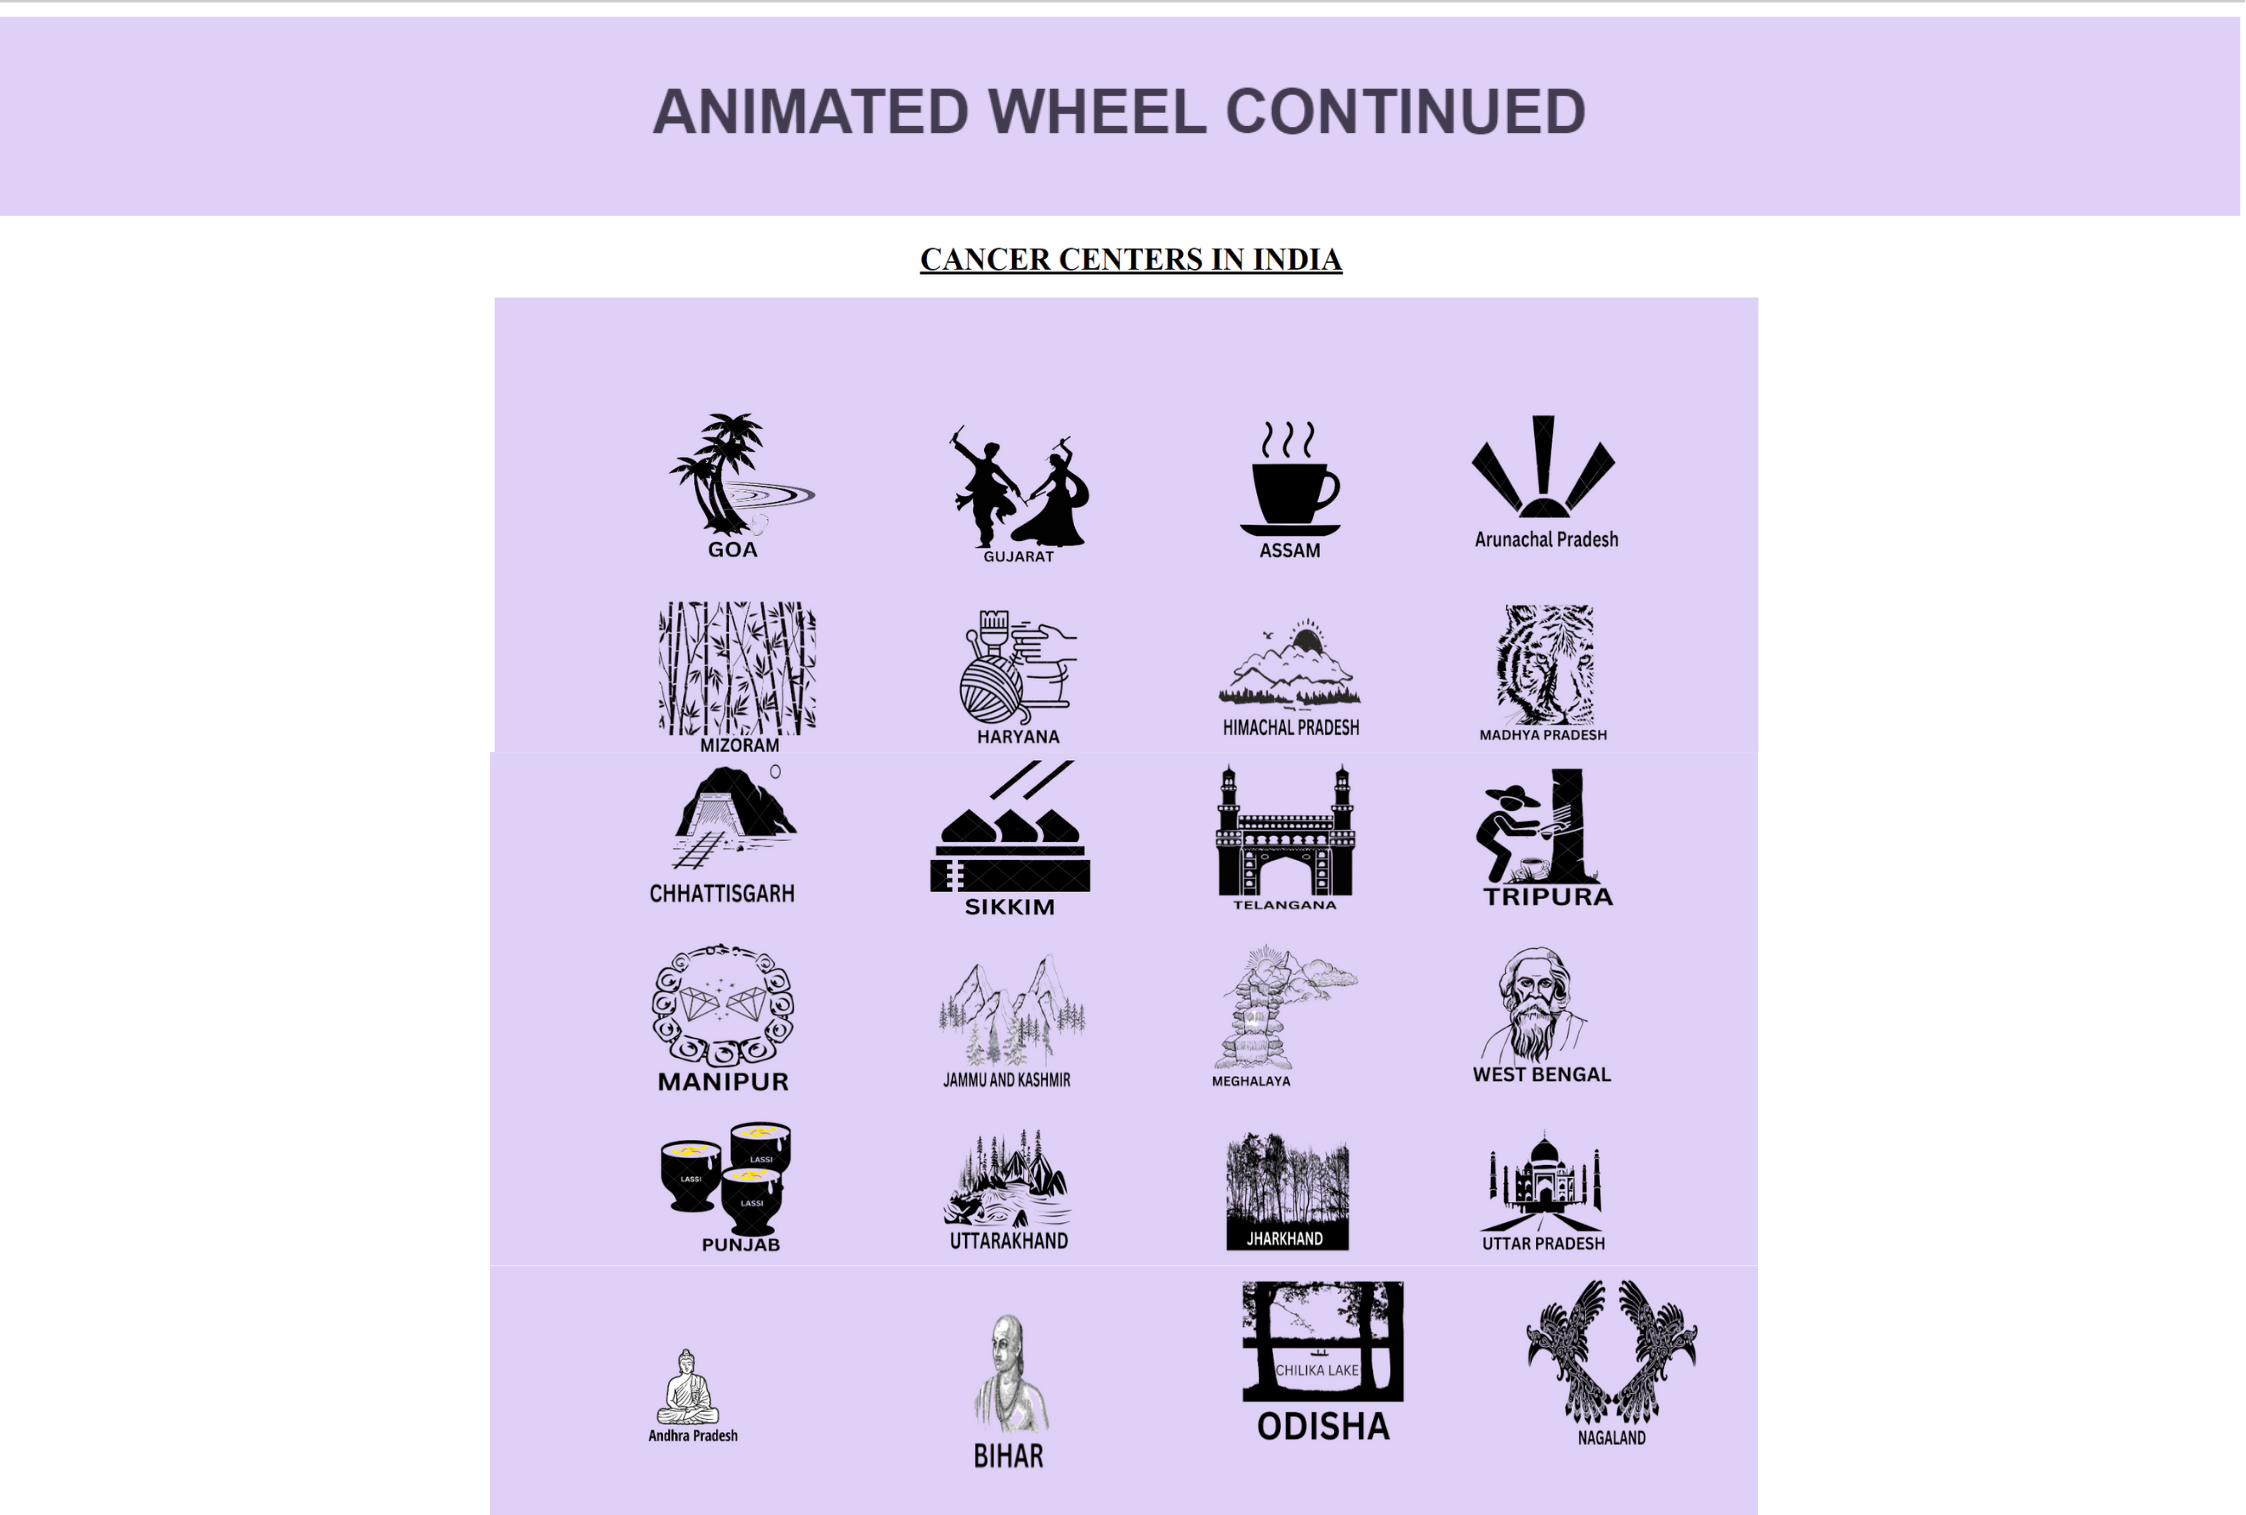 ANIMATED WHEEL CONTINUED
CANCER CENTERS IN INDIA
GOA
GUJARAT
ASSAM
Arunachal Pradesh
MIZORAM
HARYANA
HIMACHAL PRADESH
MADHYA PRADESH
CHHATTISGARH
SIKKIM
TELANGANA
TRIPURA
MANIPUR
JAMMU AND KASHMIR
MEGHALAYA
WEST BENGAL
LASSI
LASSI
LASSI
PUNJAB
UTTARAKHAND
JHARKHAND
UTTAR PRADESH
Andhra Pradesh
BIHAR
CHILIKA LAKE
ODISHA
NAGALAND